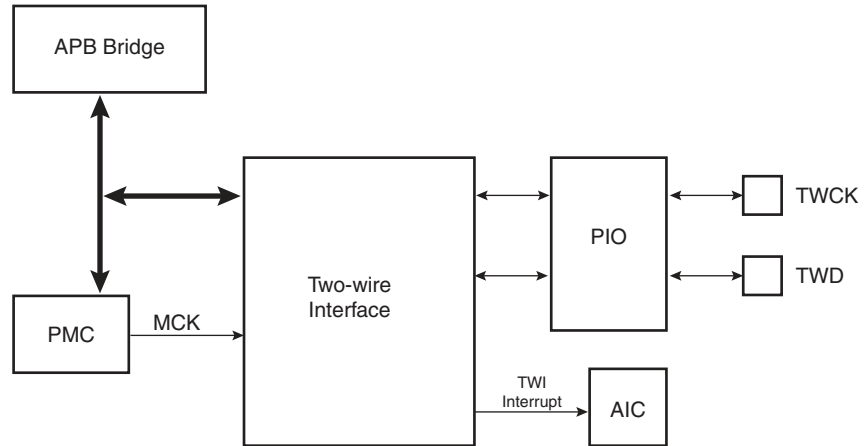 APB Bridge
PMC
MCK
Two-wire
Interface
PIO
TWCK
TWD
TWI
Interrupt
AIC